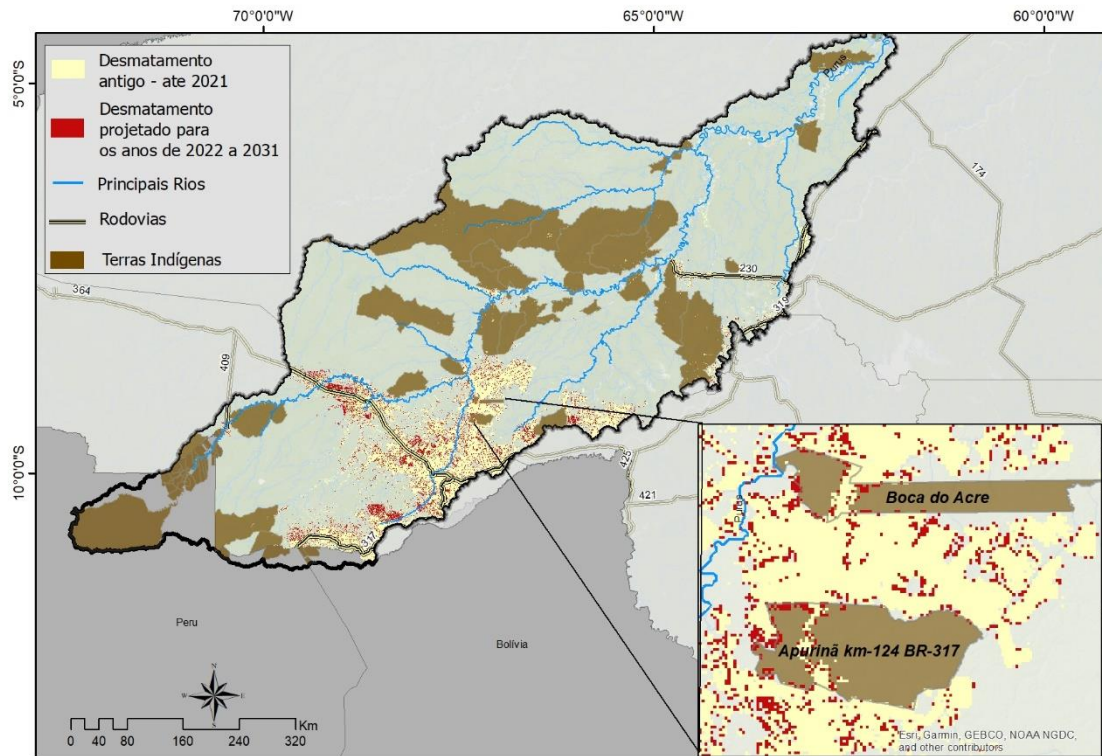 70°0'0"W
65°0'0"W
60°0'0"W
5°0'0"S
10°0'0"S
Desmatamento
antigo - ate 2021
Desmatamento
projetado para
os anos de 2022 a 2031
Principais Rios
Rodovias
Terras Indígenas
Purus
174
230
319
364
409
317
425
421
Peru
Bolívia
N
W
E
S
Km
0 40 80 160 240 320
Boca do Acre
Apurinã km-124 BR-317
Esri, Garmin, GEBCO, NOAA NGDC,
and other contributors